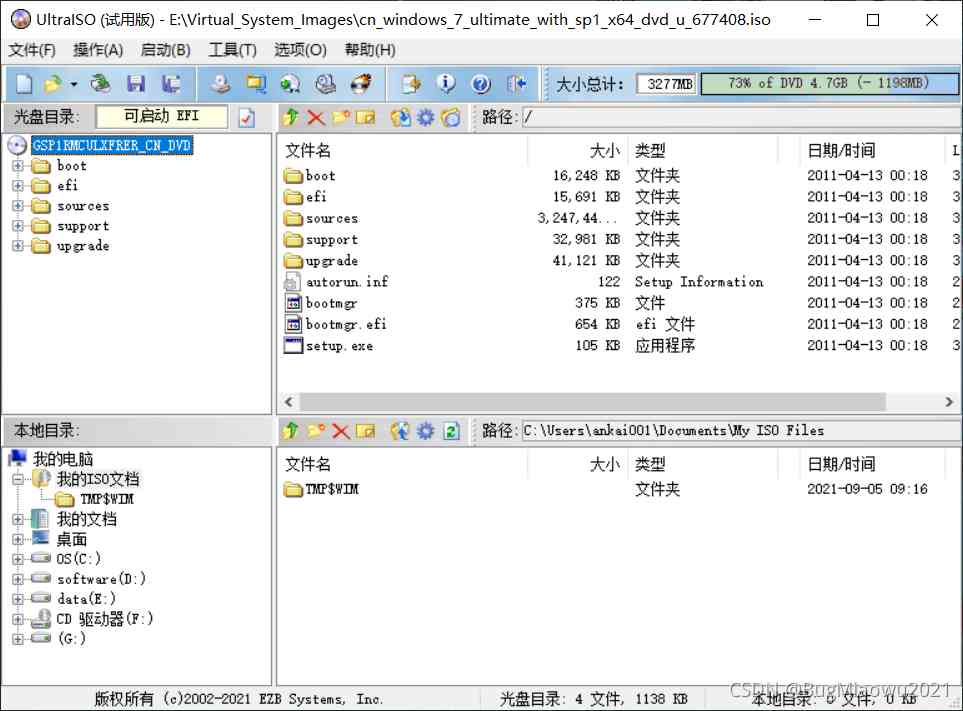 UltraISO (试用版) - E:\Virtual_System_Images\cn_windows_7_ultimate_with_sp1_x64_dvd_u_677408.iso
文件(F) 操作(A) 启动(B) 工具(T) 选项(O) 帮助(H)
大小总计: 3277MB 73% of DVD 4.7GB (- 1198MB)
光盘目录: 可启动 EFI 路径: /
GSP1RMCULXFRER_CN_DVD
boot
efi
sources
support
upgrade
文件名 大小 类型 日期/时间 L
boot 16,248 KB 文件夹 2011-04-13 00:18 3
efi 15,691 KB 文件夹 2011-04-13 00:18 3
sources 3,247,44... 文件夹 2011-04-13 00:18 3
support 32,981 KB 文件夹 2011-04-13 00:18 3
upgrade 41,121 KB 文件夹 2011-04-13 00:18 3
autorun.inf 122 Setup Information 2011-04-13 00:18 2
bootmgr 375 KB 文件 2011-04-13 00:18 2
bootmgr.efi 654 KB efi 文件 2011-04-13 00:18 2
setup.exe 105 KB 应用程序 2011-04-13 00:18 3
本地目录: 路径: C:\Users\ankai001\Documents\My ISO Files
我的电脑
我的ISO文档
TMP$WIM
我的文档
桌面
OS(C:)
software(D:)
data(E:)
CD 驱动器(F:)
(G:)
文件名 大小 类型 日期/时间
TMP$WIM 文件夹 2021-09-05 09:16
版权所有 (c)2002-2021 EZB Systems, Inc. 光盘目录: 4 文件, 1138 KB 本地目录: 0 文件, 0 KB
CSDN @BugMiaowu2021